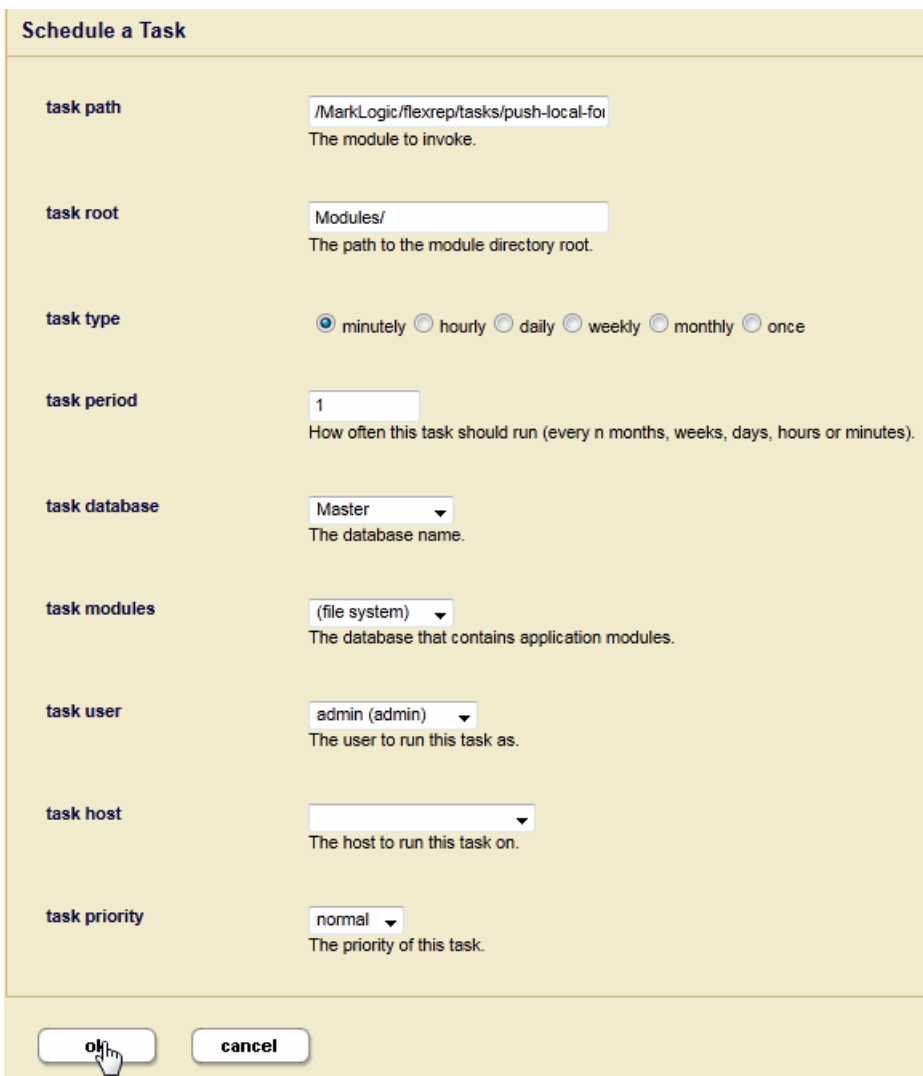 Schedule a Task
task path
/MarkLogic/flexrep/tasks/push-local-for
The module to invoke.
task root
Modules/
The path to the module directory root.
task type
minutely hourly daily weekly monthly once
task period
1
How often this task should run (every n months, weeks, days, hours or minutes).
task database
Master
The database name.
task modules
(file system)
The database that contains application modules.
task user
admin (admin)
The user to run this task as.
task host
The host to run this task on.
task priority
normal
The priority of this task.
ok cancel